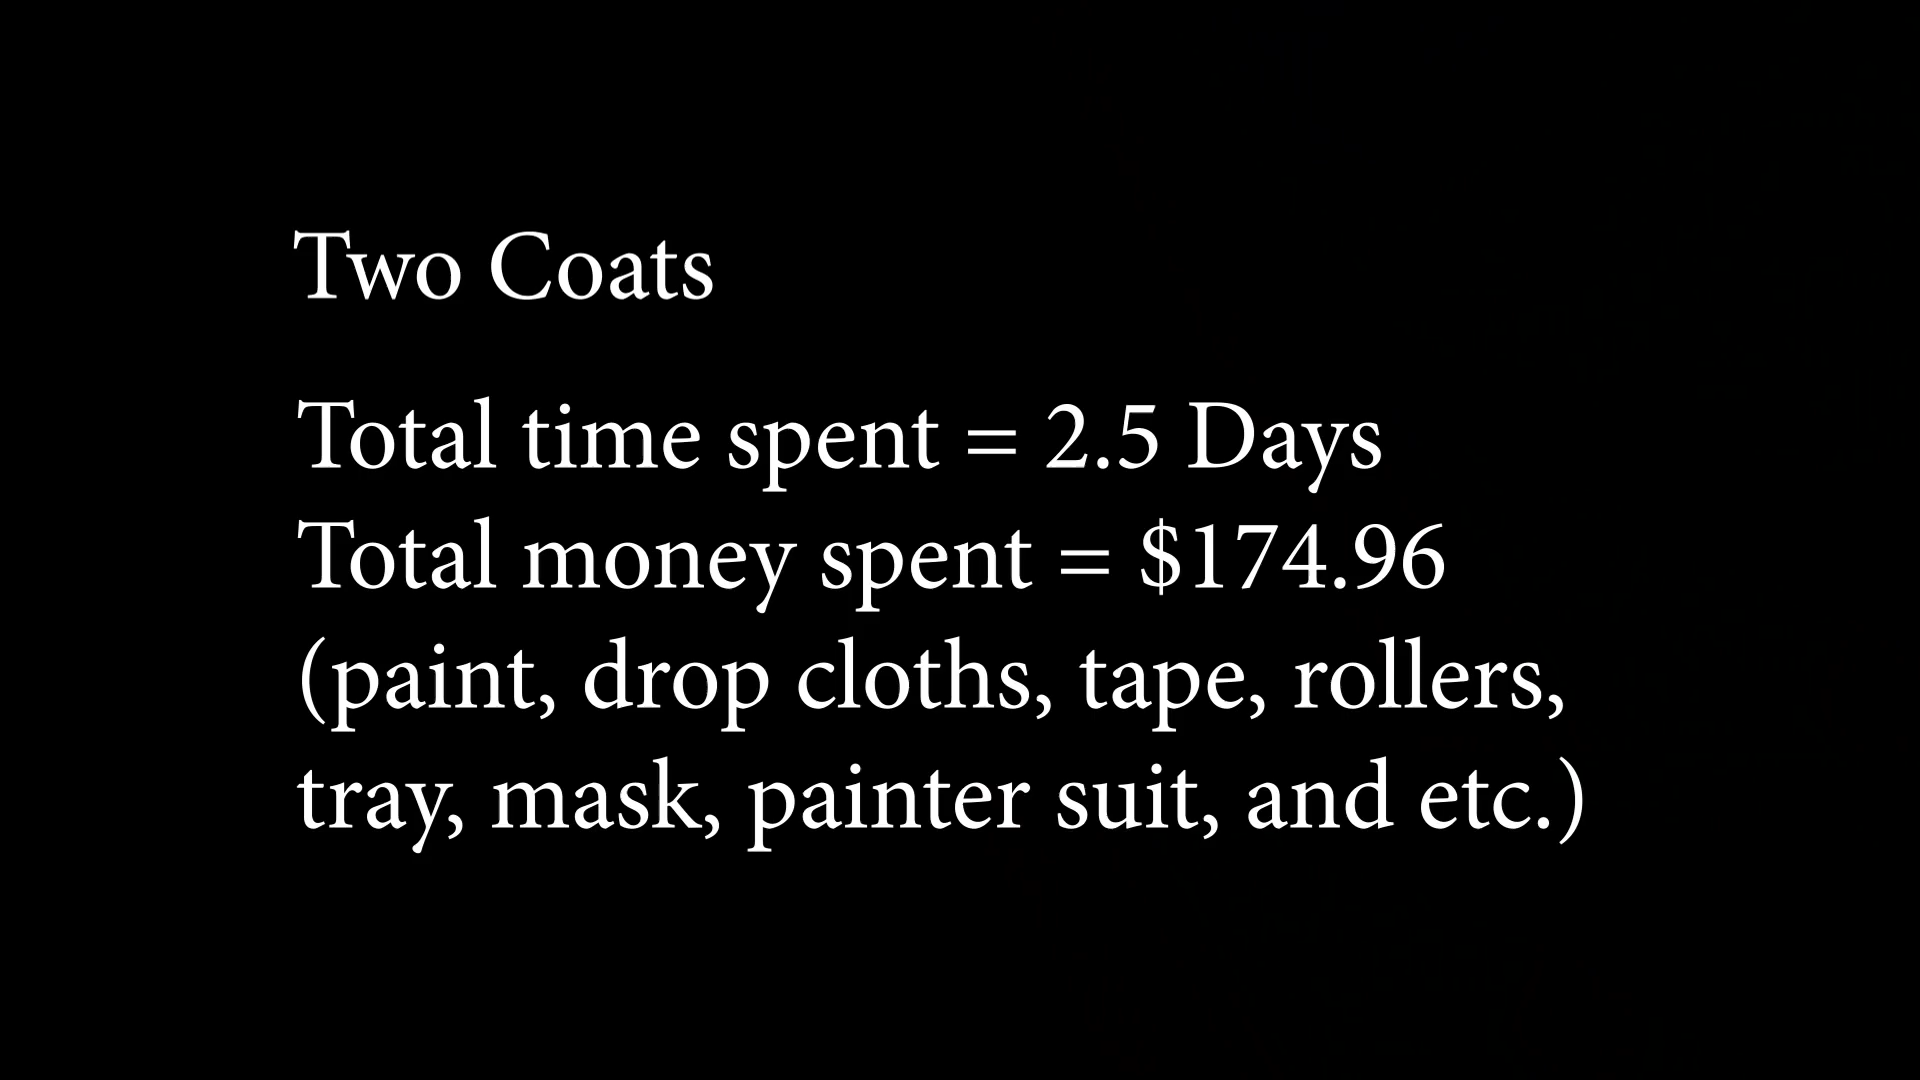 Two Coats
Total time spent = 2.5 Days
Total money spent = $174.96
(paint, drop cloths, tape, rollers,
tray, mask, painter suit, and etc.)